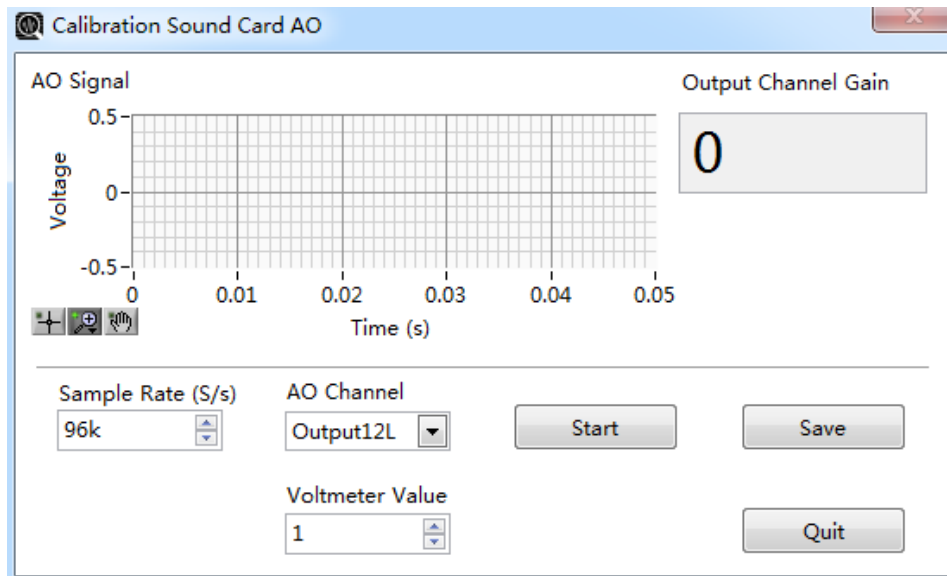 Calibration Sound Card AO
AO Signal
Output Channel Gain
0.5
0
-0.5
Voltage
0
0 0.01 0.02 0.03 0.04 0.05
Time (s)
Sample Rate (S/s)
AO Channel
96k
Output12L
Start
Save
Voltmeter Value
1
Quit